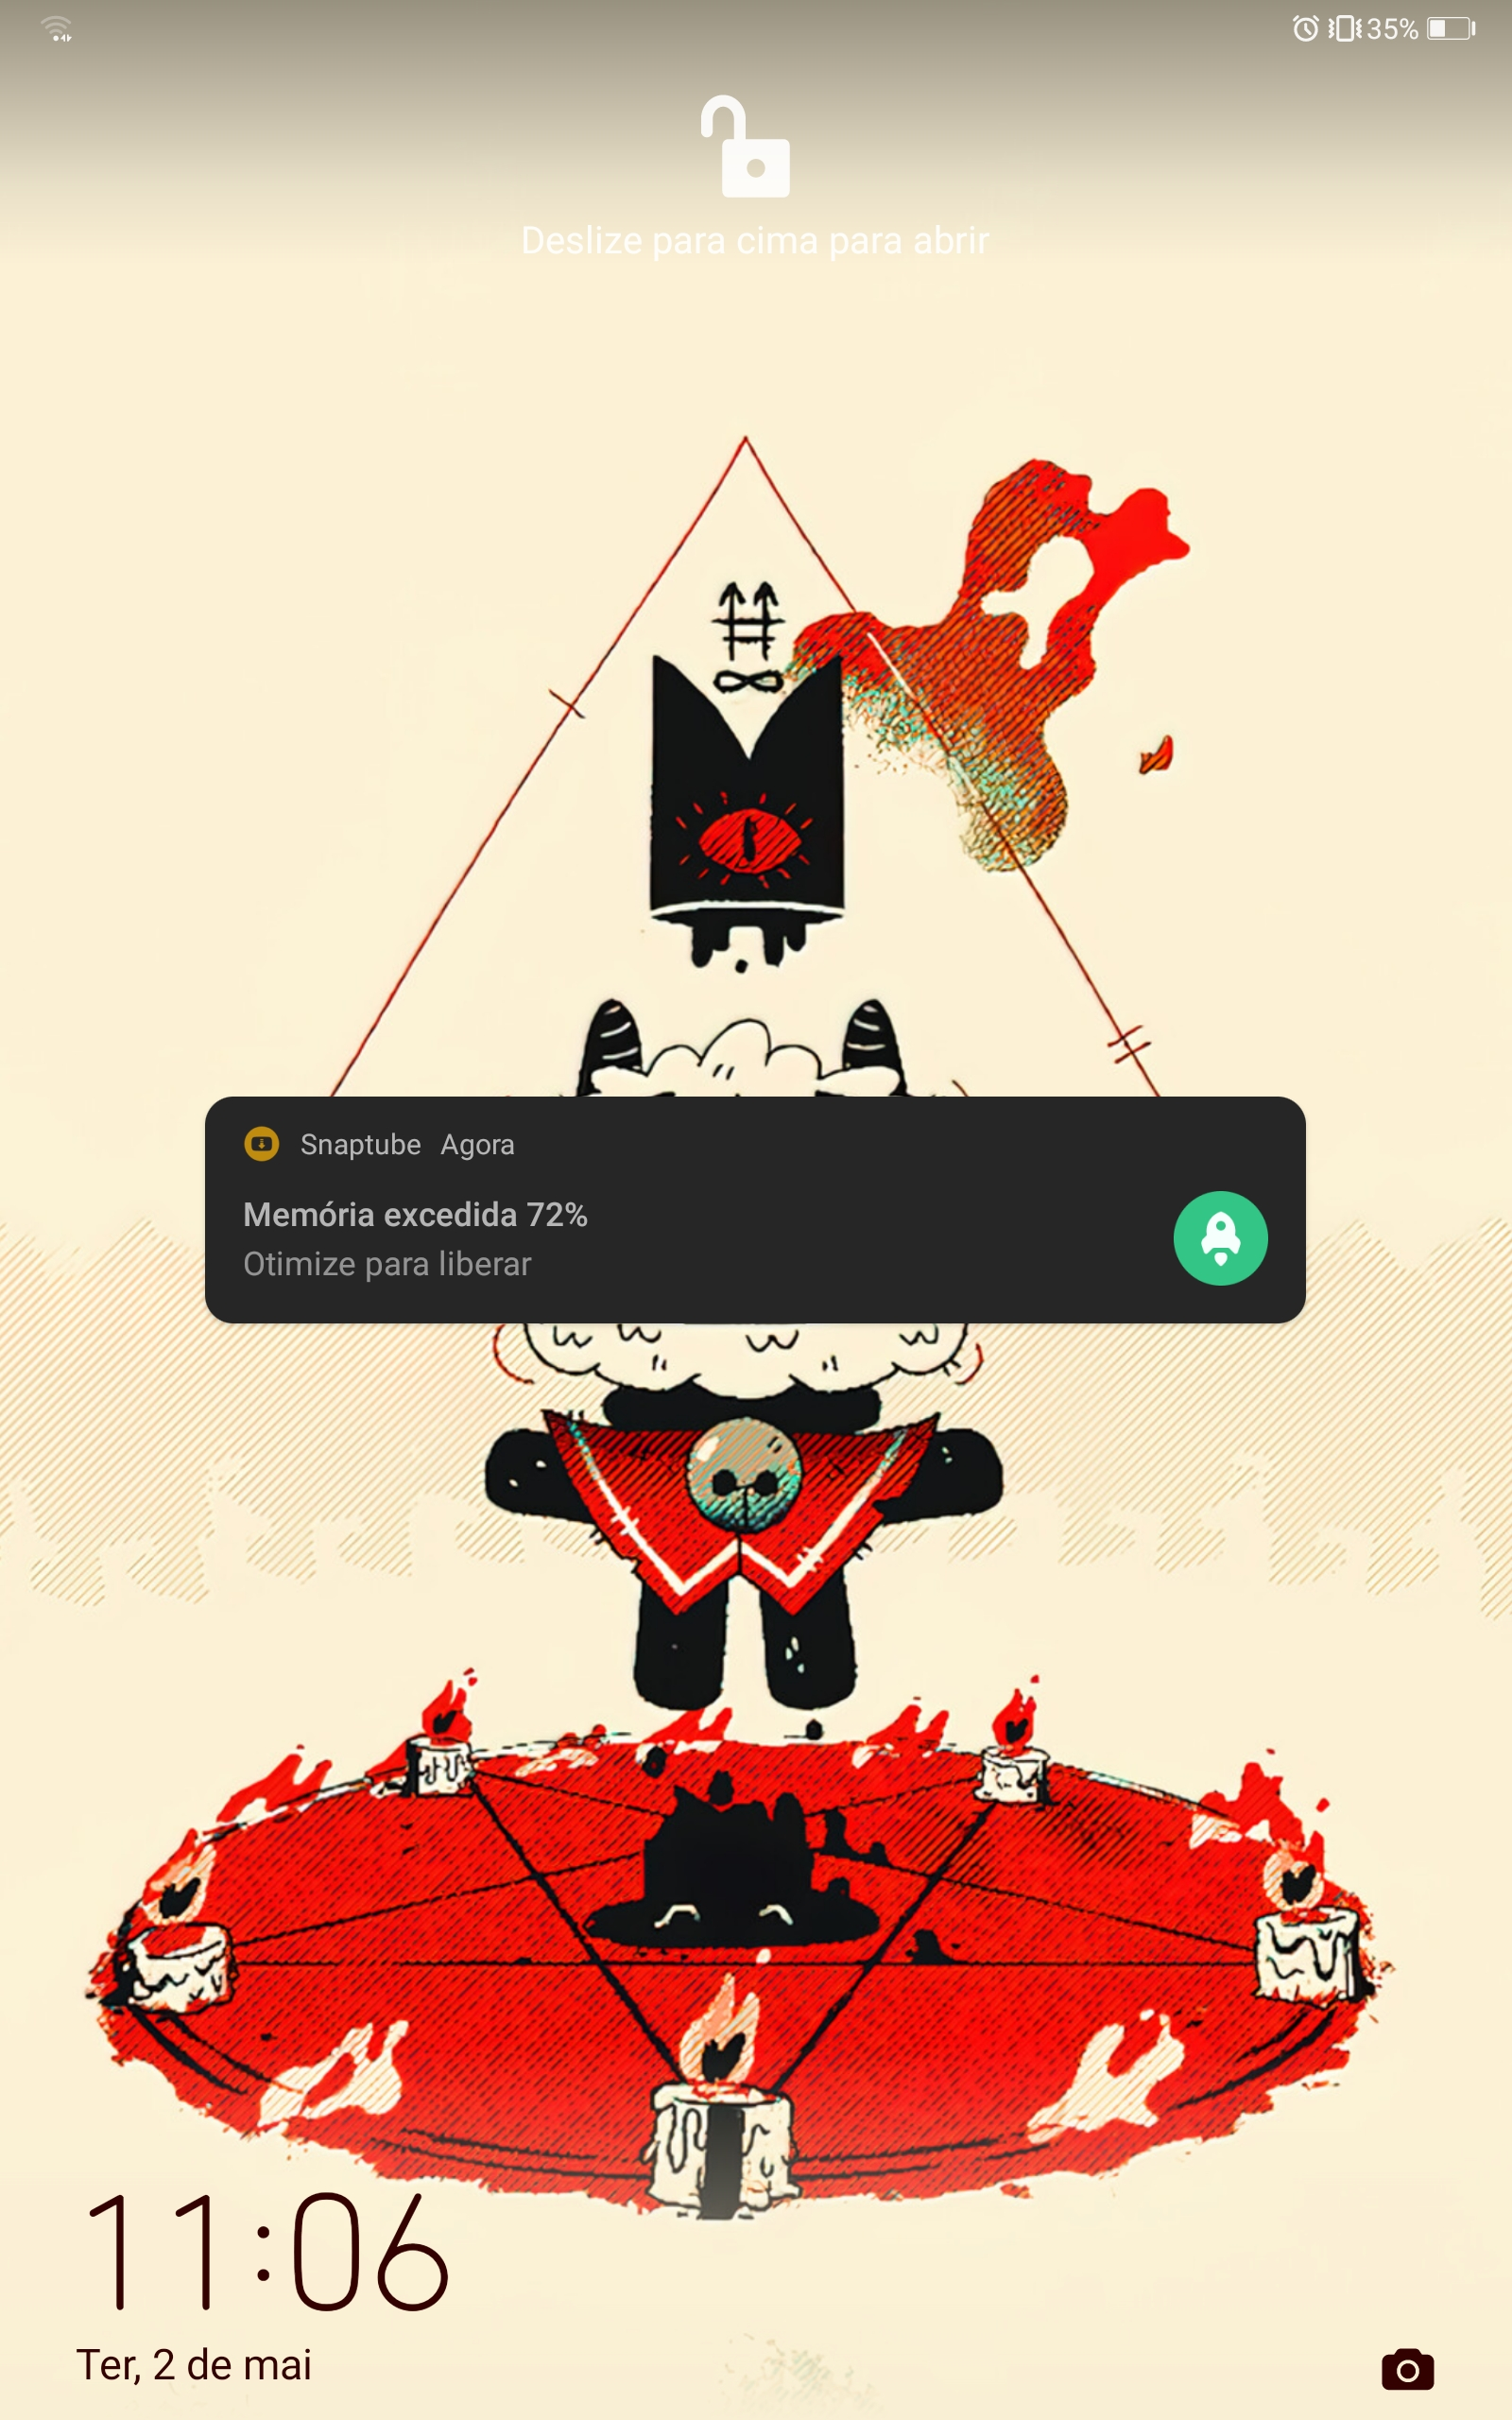 35%
Deslize para cima para abrir
Snaptube Agora
Memória excedida 72%
Otimize para liberar
11:06
Ter, 2 de mai